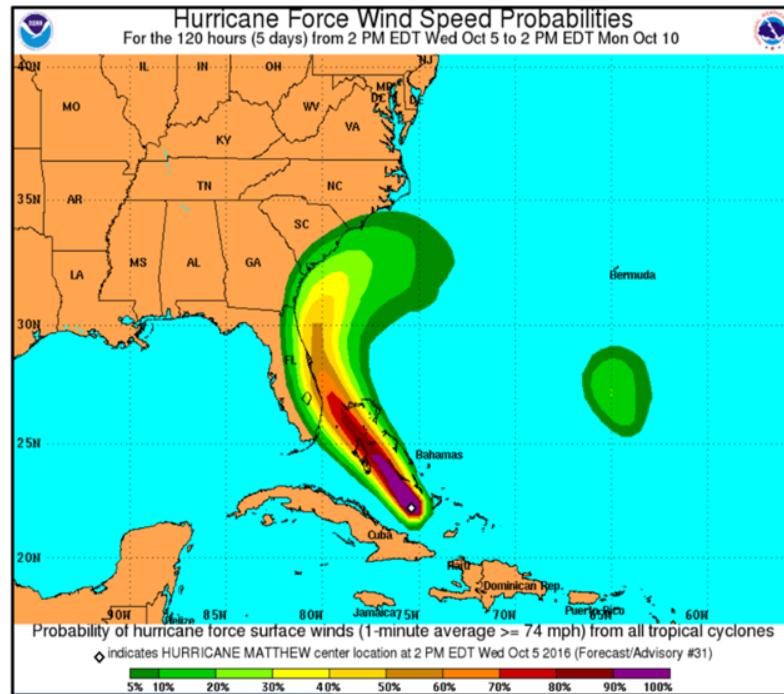 Hurricane Force Wind Speed Probabilities
For the 120 hours (5 days) from 2 PM EDT Wed Oct 5 to 2 PM EDT Mon Oct 10
40N
IL
IN
OH
NJ
MO
WV
MD
DC
DE
KY
VA
35N
TN
NC
AR
SC
MS
AL
GA
LA
Bermuda
30N
FL
25N
Bahamas
Cuba
20N
Haiti
Dominican Rep.
90W
85W
80W
75W
70W
65W
60W
Belize
Jamaica
Puerto Rico
Probability of hurricane force surface winds (1-minute average >= 74 mph) from all tropical cyclones
indicates HURRICANE MATTHEW center location at 2 PM EDT Wed Oct 5 2016 (Forecast/Advisory #31)
5% 10% 20% 30% 40% 50% 60% 70% 80% 90% 100%